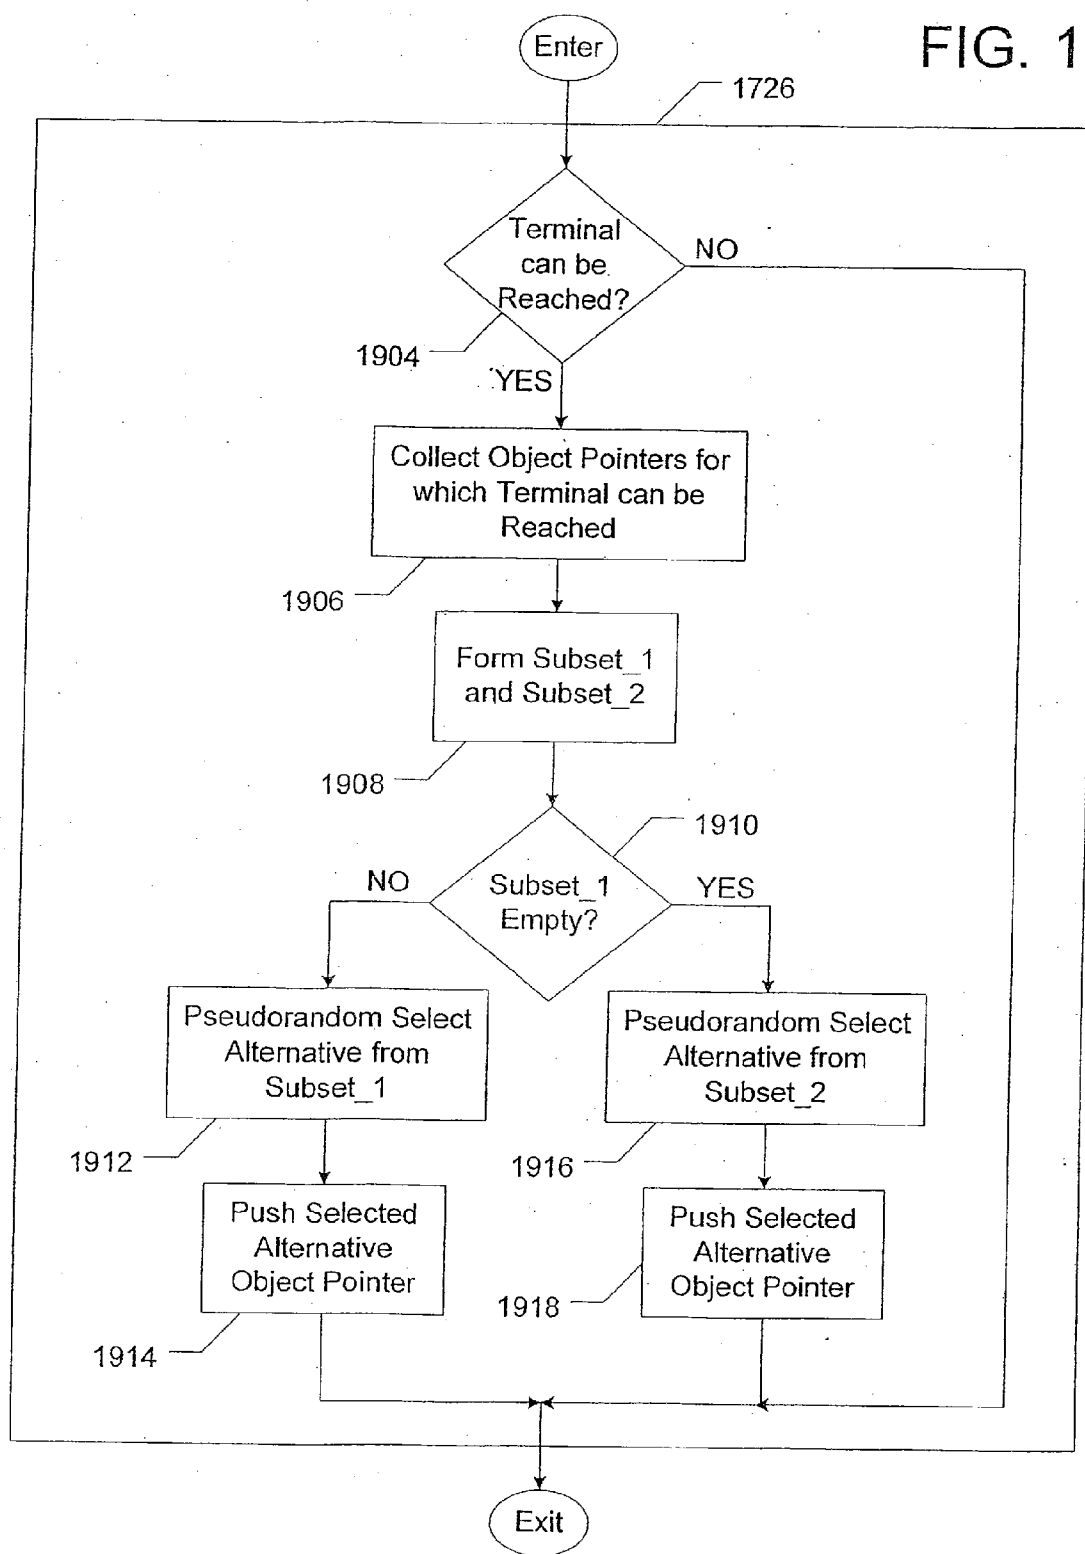 Enter
FIG. 1
1726
Terminal
can be
Reached?
NO
1904
YES
Collect Object Pointers for
which Terminal can be
Reached
1906
Form Subset_1
and Subset_2
1908
1910
NO
Subset_1
Empty?
YES
Pseudorandom Select
Alternative from
Subset_1
Pseudorandom Select
Alternative from
Subset_2
1912
1916
Push Selected
Alternative
Object Pointer
Push Selected
Alternative
Object Pointer
1918
1914
Exit